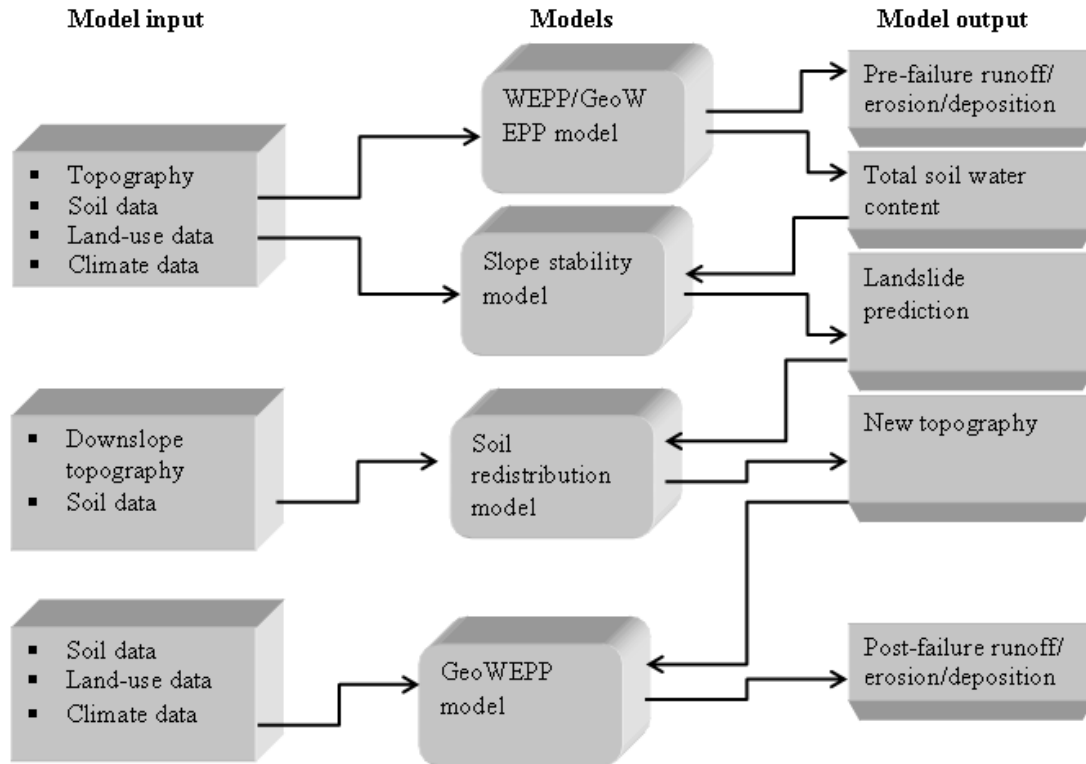 Model input
Models
Model output
▪ Topography
▪ Soil data
▪ Land-use data
▪ Climate data
WEPP/GeoW
EPP model
Pre-failure runoff/
erosion/deposition
Total soil water
content
Slope stability
model
Landslide
prediction
▪ Downslope
topography
▪ Soil data
Soil
redistribution
model
New topography
▪ Soil data
▪ Land-use data
▪ Climate data
GeoWEPP
model
Post-failure runoff/
erosion/deposition